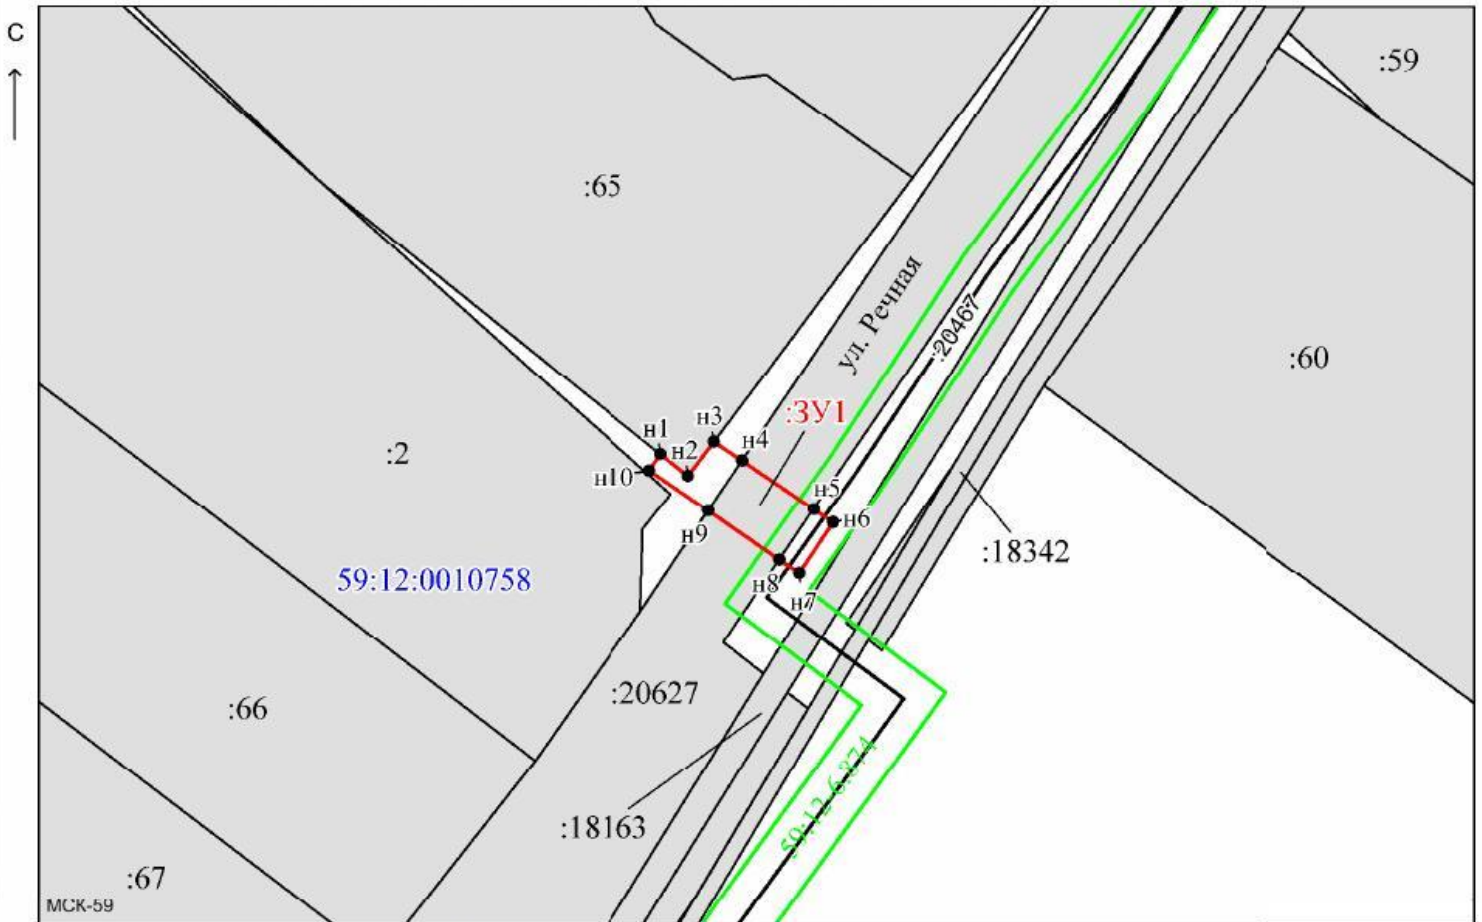 С
:59
:65
ул. Речная
:20467
:60
:ЗУ1
н3
н1
н4
н2
:2
н10
н5
н6
н9
:18342
59:12:0010758
н8
н7
:20627
:66
59:12-6.874
:18163
:67
МСК-59